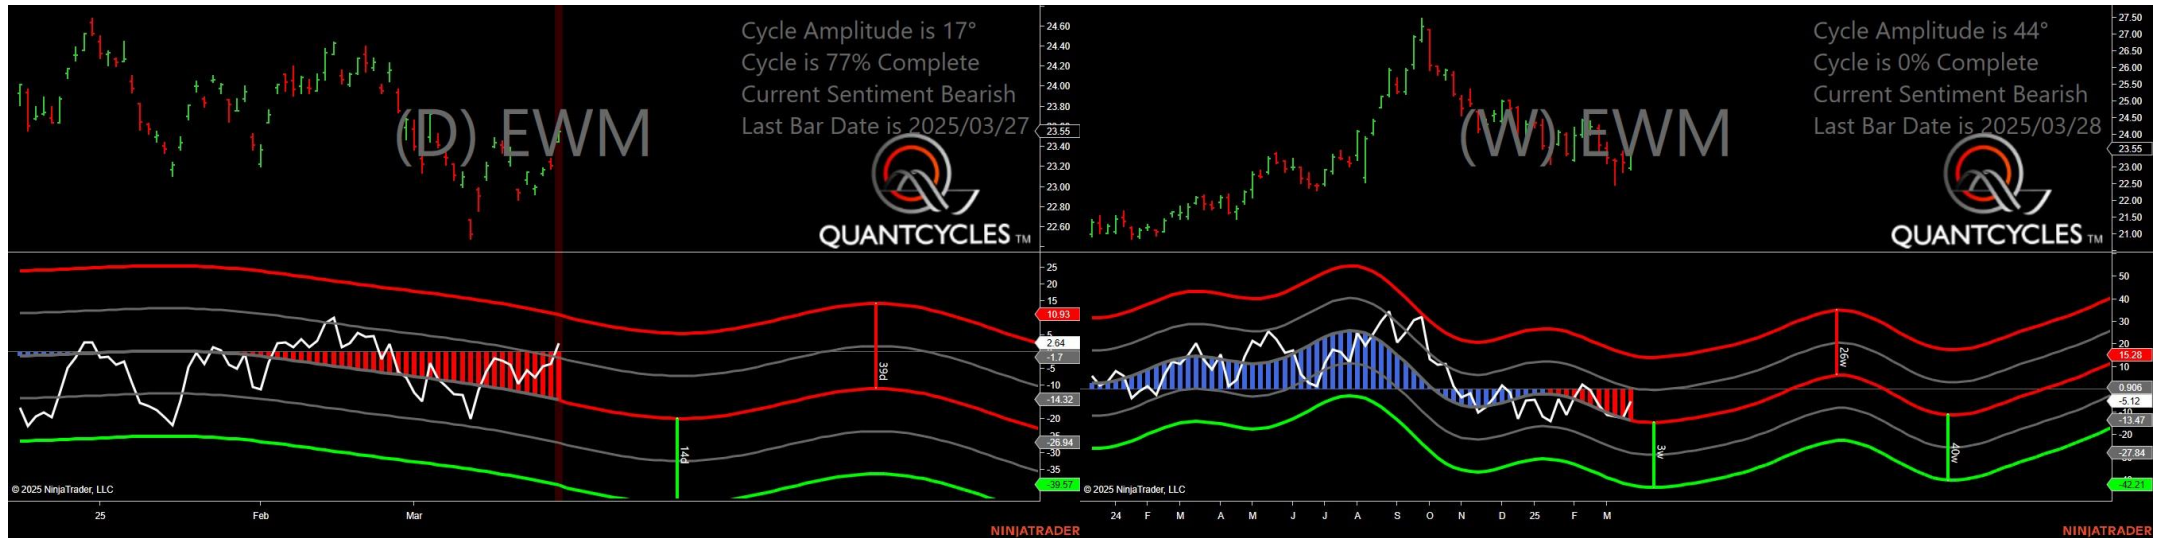 Cycle Amplitude is 17°
Cycle is 77% Complete
Current Sentiment Bearish
Last Bar Date is 2025/03/27
(D) EWM
QUANTCYCLES TM
24.60
24.40
24.20
24.00
23.80
23.55
23.40
23.20
23.00
22.80
22.60
25
20
15
10.93
5
2.64
-1.7
-5
-10
-14.32
-20
-26.94
-30
-35
-39.57
39d
14d
© 2025 NinjaTrader, LLC
25
Feb
Mar
NINJATRADER
Cycle Amplitude is 44°
Cycle is 0% Complete
Current Sentiment Bearish
Last Bar Date is 2025/03/28
(W) EWM
QUANTCYCLES TM
27.50
27.00
26.50
26.00
25.50
25.00
24.50
24.00
23.55
23.00
22.50
22.00
21.50
21.00
50
40
30
20
15.28
10
0.906
-5.12
-13.47
-20
-27.84
-42.21
26w
3w
40w
© 2025 NinjaTrader, LLC
24 F M A M J J A S O N D 25 F M
NINJATRADER